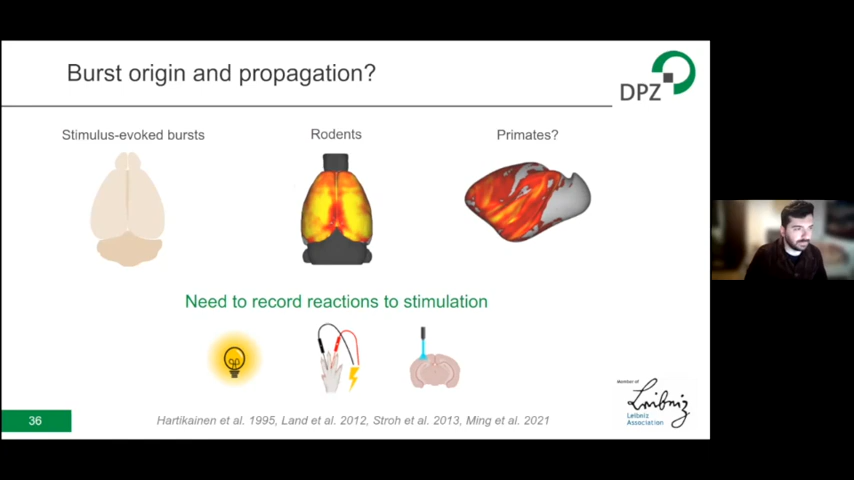 Burst origin and propagation?
DPZ
Stimulus-evoked bursts
Rodents
Primates?
Need to record reactions to stimulation
36
Hartikainen et al. 1995, Land et al. 2012, Stroh et al. 2013, Ming et al. 2021
Member of
Leibniz
Leibniz
Association